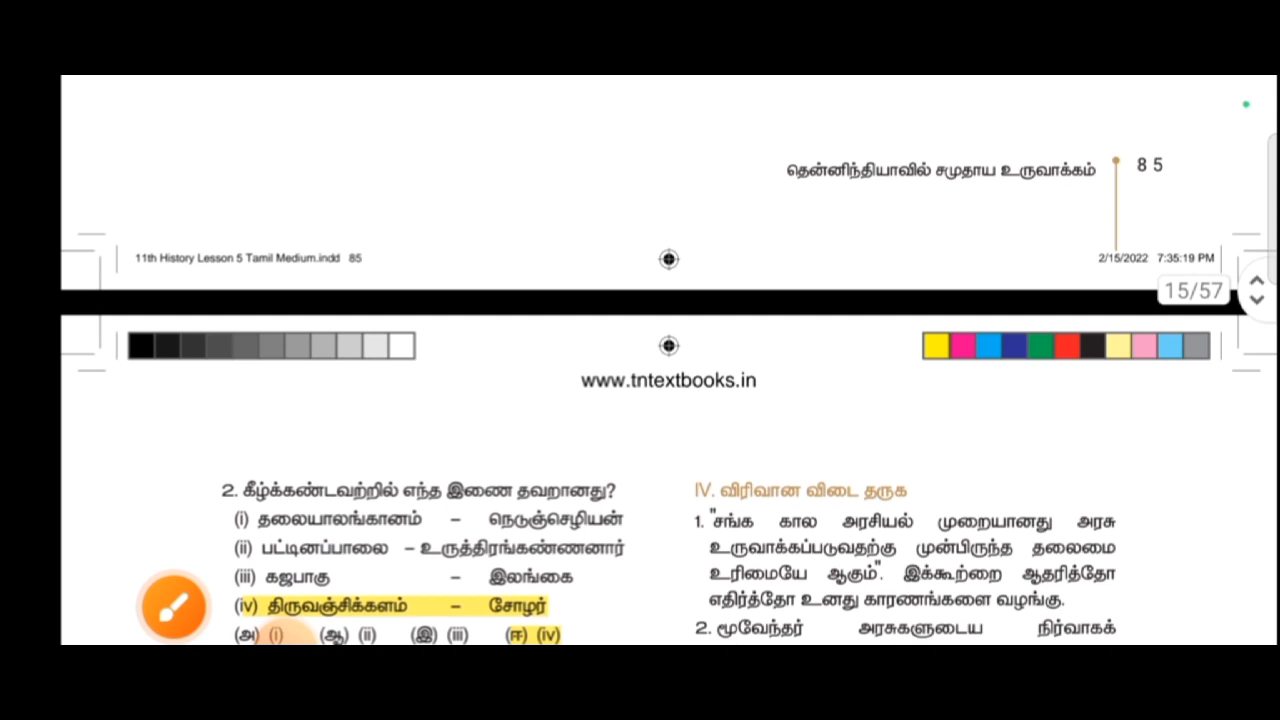 தென்னிந்தியாவில் சமுதாய உருவாக்கம் 85
11th History Lesson 5 Tamil Medium.indd 85
2/15/2022 7:35:19 PM
15/57
www.tntextbooks.in
2. கீழ்க்கண்டவற்றில் எந்த இணை தவறானது?
(i) தலையாலங்கானம் – நெடுஞ்செழியன்
(ii) பட்டினப்பாலை – உருத்திரங்கண்ணனார்
(iii) கஜபாகு – இலங்கை
(iv) திருவஞ்சிக்களம் – சோழர்
(அ) (i) (ஆ) (ii) (இ) (iii) (ஈ) (iv)
IV. விரிவான விடை தருக
1. "சங்க கால அரசியல் முறையானது அரசு
உருவாக்கப்படுவதற்கு முன்பிருந்த தலைமை
உரிமையே ஆகும்". இக்கூற்றை ஆதரித்தோ
எதிர்த்தோ உனது காரணங்களை வழங்கு.
2. மூவேந்தர் அரசுகளுடைய நிர்வாகக்